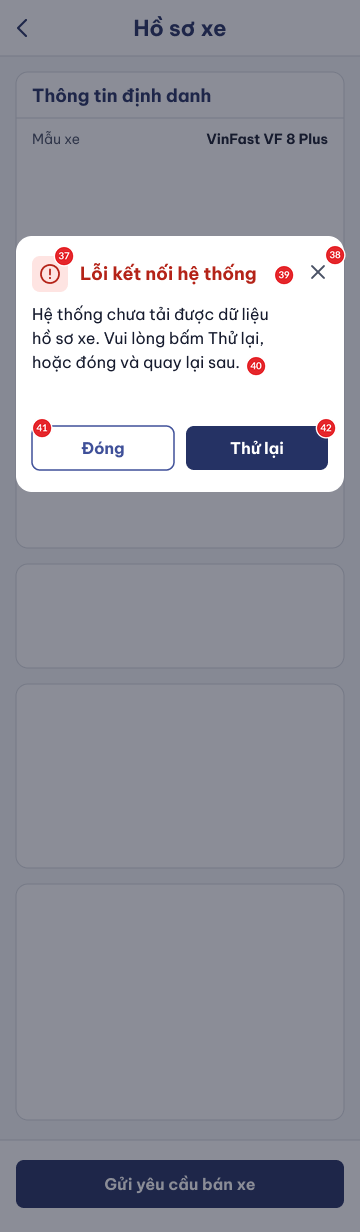 Hồ sơ xe
Thông tin định danh
Mẫu xe VinFast VF 8 Plus
37
38
Lỗi kết nối hệ thống 39
Hệ thống chưa tải được dữ liệu
hồ sơ xe. Vui lòng bấm Thử lại,
hoặc đóng và quay lại sau. 40
41 42
Đóng Thử lại
Gửi yêu cầu bán xe